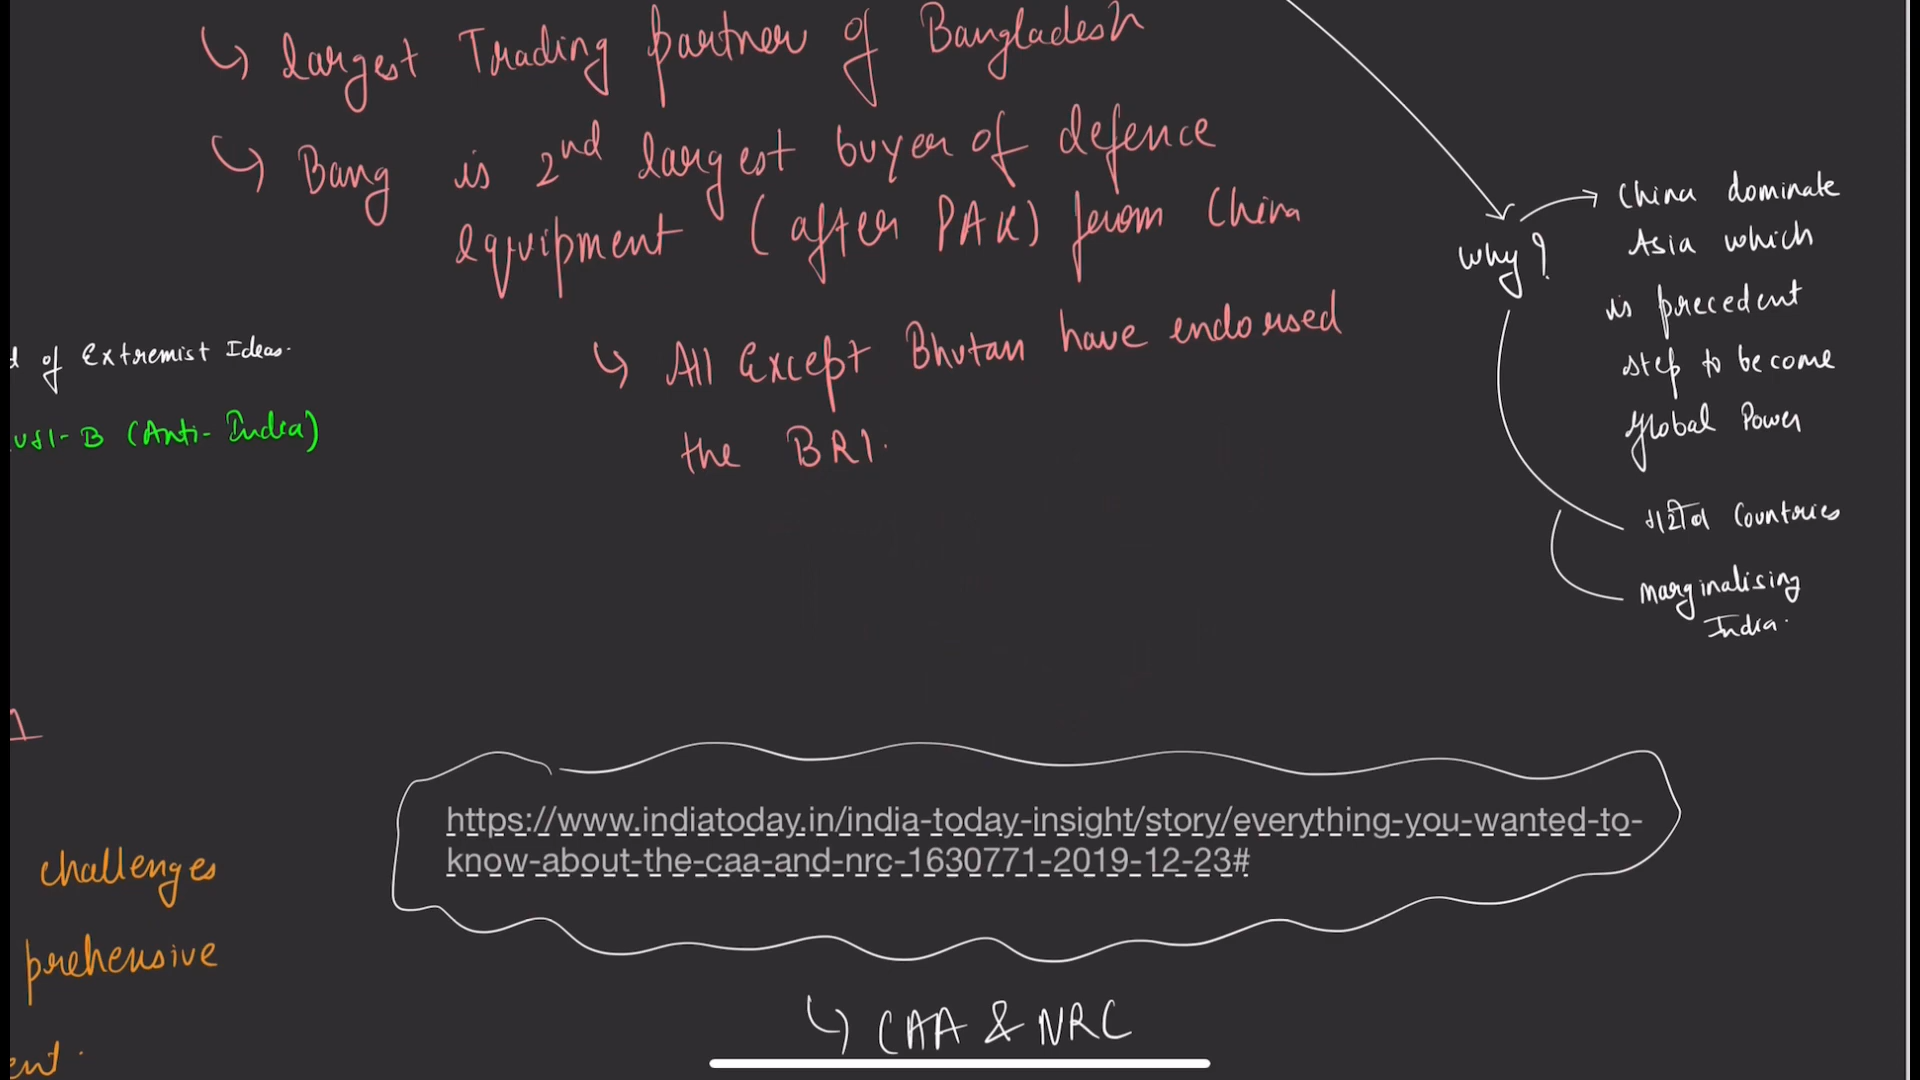 ↳ largest Trading partner of Bangladesh
↳ Bang is 2nd largest buyer of defence
equipment (after PAK) from China
↳ All Except Bhutan have endorsed
the BRI.
why?
China dominate
Asia which
is precedent
step to become
global Power
Countries
marginalising
India.
of Extremist Ideas.
-B (Anti-India)
https://www.indiatoday.in/india-today-insight/story/everything-you-wanted-to-
know-about-the-caa-and-nrc-1630771-2019-12-23#
↳ CAA & NRC
challenges
prehensive
ent.